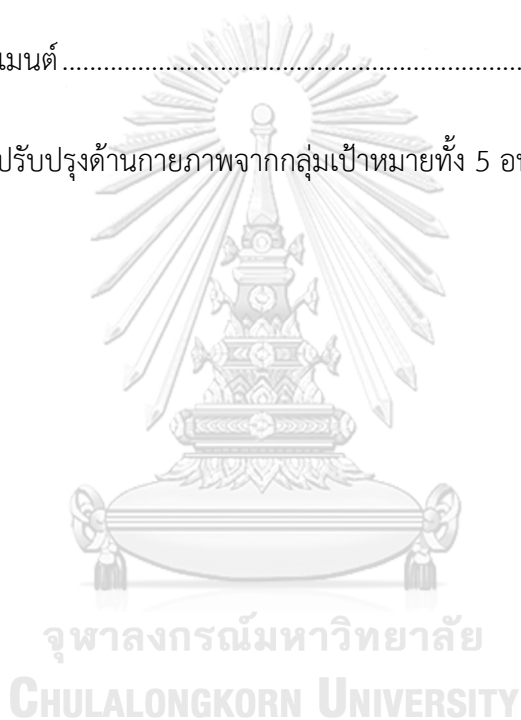 เมนต์........................................................................
ปรับปรุงด้านกายภาพจากกลุ่มเป้าหมายทั้ง 5 อพ
จุฬาลงกรณ์มหาวิทยาลัย
CHULALONGKORN UNIVERSITY